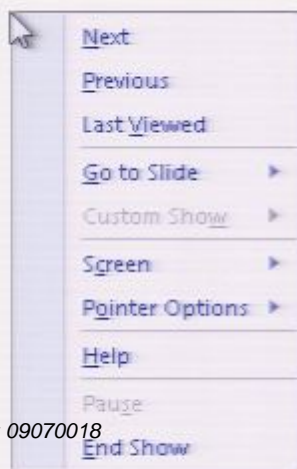 Next
Previous
Last Viewed
Go to Slide
Custom Show
Screen
Pointer Options
Help
Pause
09070018
End Show